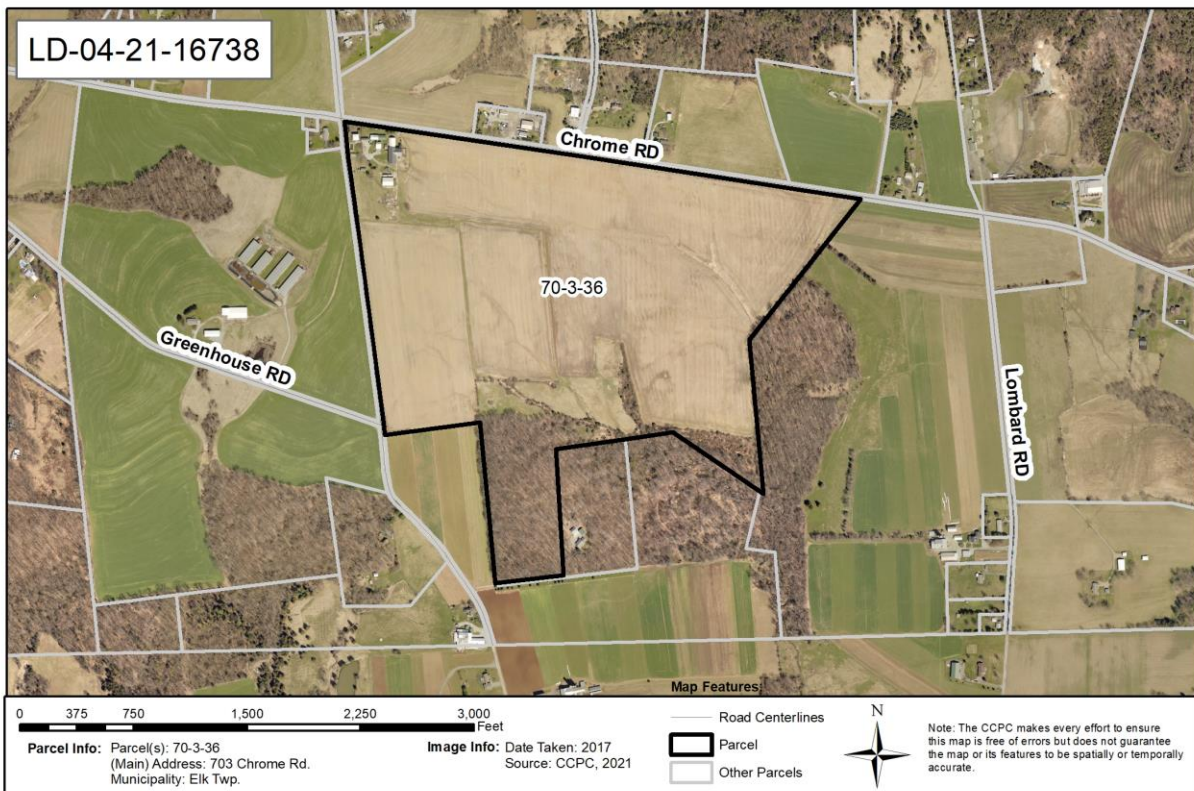 LD-04-21-16738
Chrome RD
70-3-36
Greenhouse RD
Lombard RD
Map Features:
0 375 750 1,500 2,250 3,000
Feet
Parcel Info: Parcel(s): 70-3-36
(Main) Address: 703 Chrome Rd.
Municipality: Elk Twp.
Image Info: Date Taken: 2017
Source: CCPC, 2021
Road Centerlines
Parcel
Other Parcels
N
Note: The CCPC makes every effort to ensure
this map is free of errors but does not guarantee
the map or its features to be spatially or temporally
accurate.